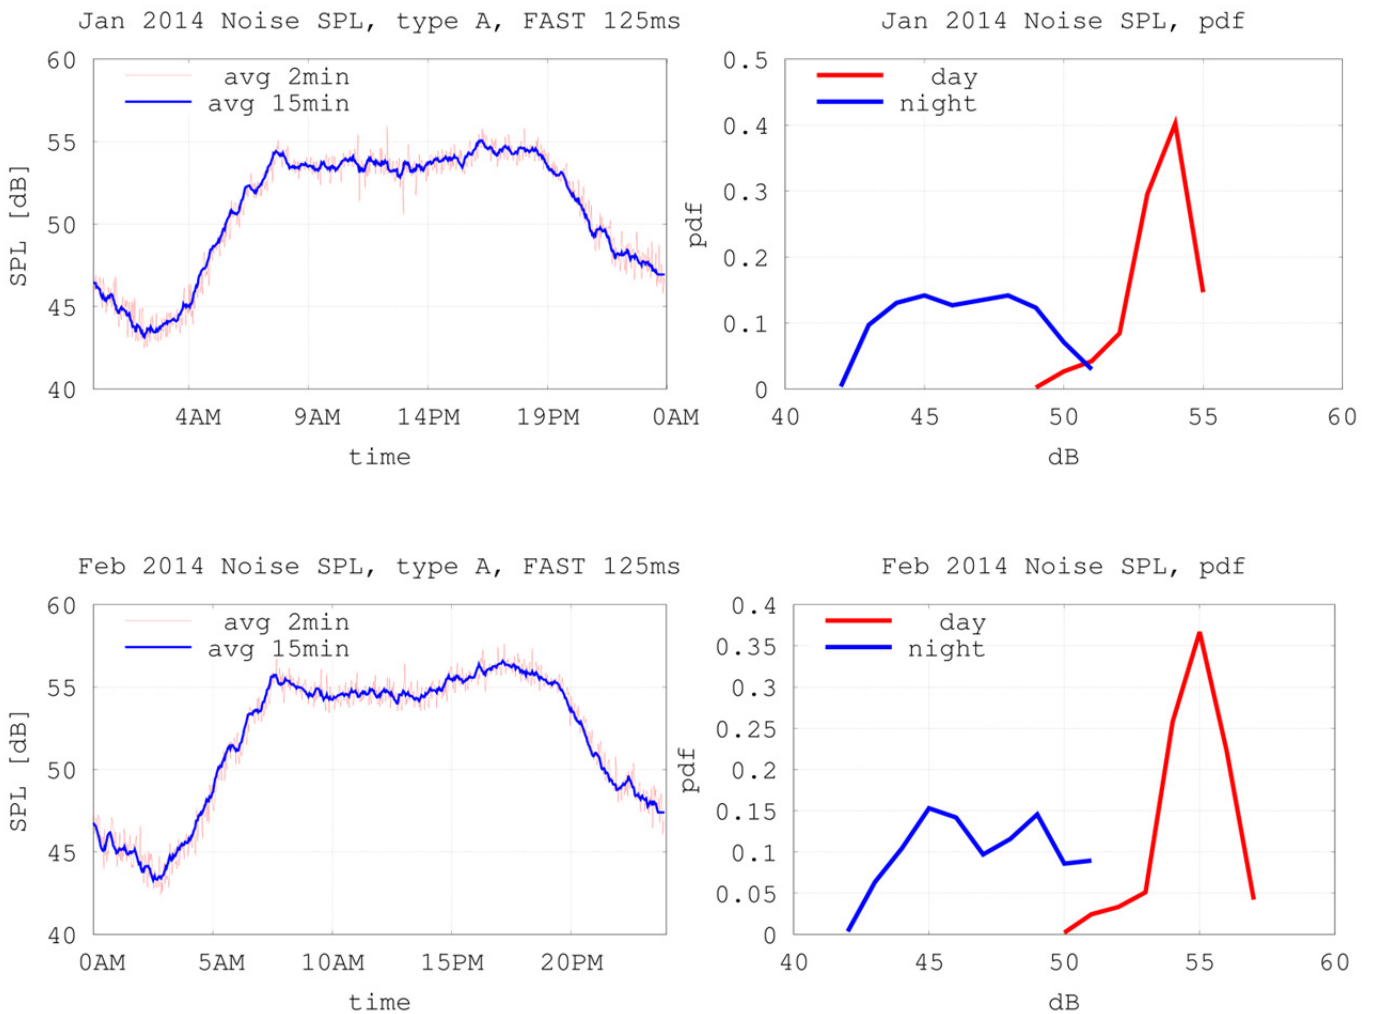 Jan 2014 Noise SPL, type A, FAST 125ms
60
55
50
45
40
SPL [dB]
avg 2min
avg 15min
4AM 9AM 14PM 19PM 0AM
time
Jan 2014 Noise SPL, pdf
0.5
0.4
0.3
0.2
0.1
0
pdf
day
night
40 45 50 55 60
dB
Feb 2014 Noise SPL, type A, FAST 125ms
60
55
50
45
40
SPL [dB]
avg 2min
avg 15min
0AM 5AM 10AM 15PM 20PM
time
Feb 2014 Noise SPL, pdf
0.4
0.35
0.3
0.25
0.2
0.15
0.1
0.05
0
pdf
day
night
40 45 50 55 60
dB